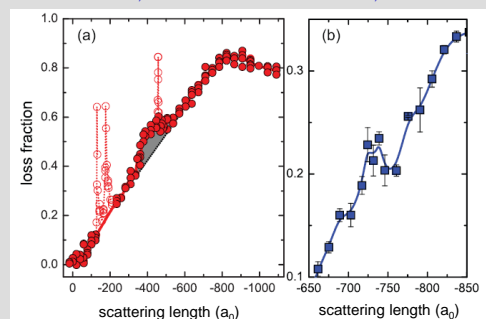 (a)
(b)
loss fraction
1.0
0.8
0.6
0.4
0.2
0.0
0 -200 -400 -600 -800 -1000
scattering length (a0)
0.3
0.2
0.1
-650 -700 -750 -800 -850
scattering length (a0)